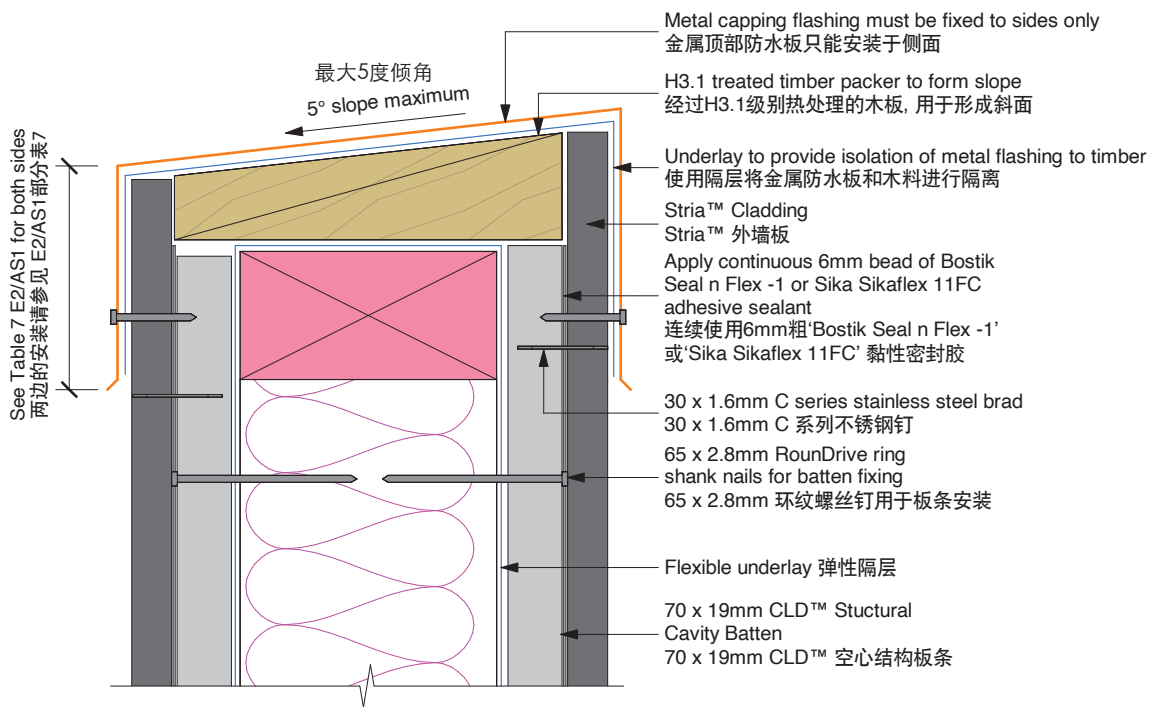 Metal capping flashing must be fixed to sides only
金属顶部防水板只能安装于侧面
最大5度倾角
5° slope maximum
H3.1 treated timber packer to form slope
经过H3.1级别热处理的木板, 用于形成斜面
Underlay to provide isolation of metal flashing to timber
使用隔层将金属防水板和木料进行隔离
See Table 7 E2/AS1 for both sides
两边的安装请参见 E2/AS1部分表7
Stria™ Cladding
Stria™ 外墙板
Apply continuous 6mm bead of Bostik
Seal n Flex -1 or Sika Sikaflex 11FC
adhesive sealant
连续使用6mm粗‘Bostik Seal n Flex -1’
或‘Sika Sikaflex 11FC’ 黏性密封胶
30 x 1.6mm C series stainless steel brad
30 x 1.6mm C 系列不锈钢钉
65 x 2.8mm RounDrive ring
shank nails for batten fixing
65 x 2.8mm 环纹螺丝钉用于板条安装
Flexible underlay 弹性隔层
70 x 19mm CLD™ Stuctural
Cavity Batten
70 x 19mm CLD™ 空心结构板条